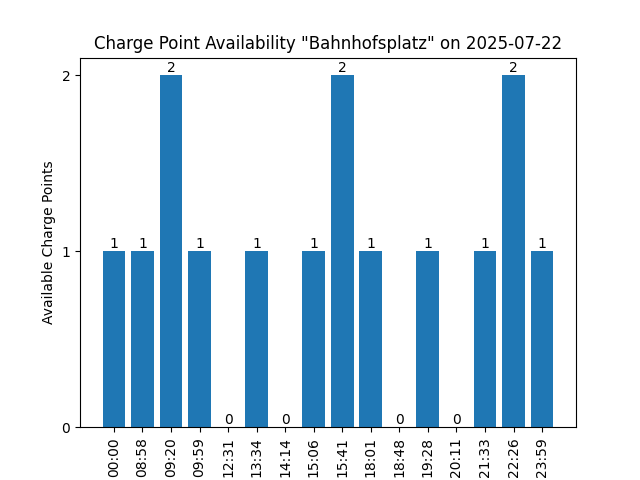 Charge Point Availability "Bahnhofsplatz" on 2025-07-22
Available Charge Points
2
1
0
1 1 2 1 0 1 0 1 2 1 0 1 0 1 2 1
00:00 08:58 09:20 09:59 12:31 13:34 14:14 15:06 15:41 18:01 18:48 19:28 20:11 21:33 22:26 23:59